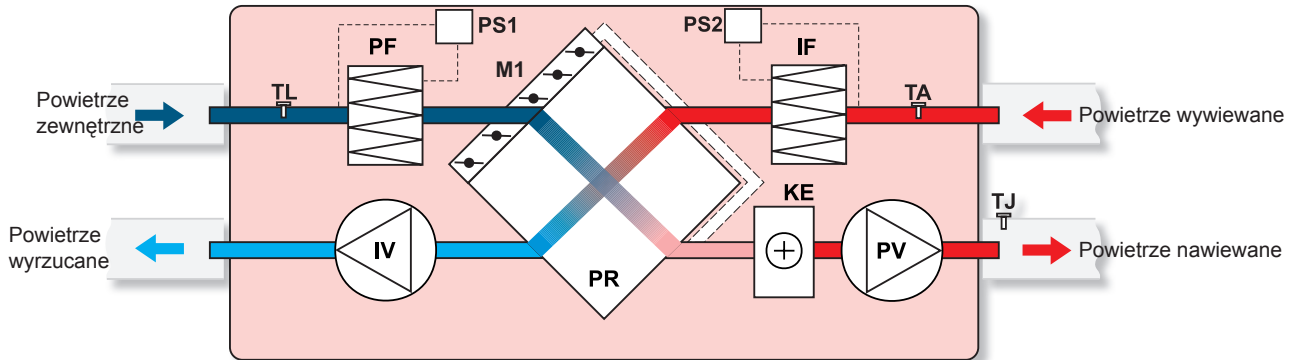 PS1
PS2
PF
IF
M1
TL
TA
Powietrze
zewnętrzne
Powietrze wywiewane
KE
TJ
Powietrze
wyrzucane
IV
PR
PV
Powietrze nawiewane